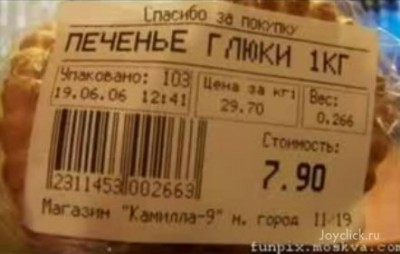 Спасибо за покупку
ПЕЧЕНЬЕ ГЛЮКИ 1КГ
Упаковано: 103 Цена за кг: Вес:
19.06.06 12:41 29.70 0.266
Стоимость:
7.90
2311453 002663
Магазин "Камилла-9" н. город 11-19
Joyclick.ru
funpix.moskva.com